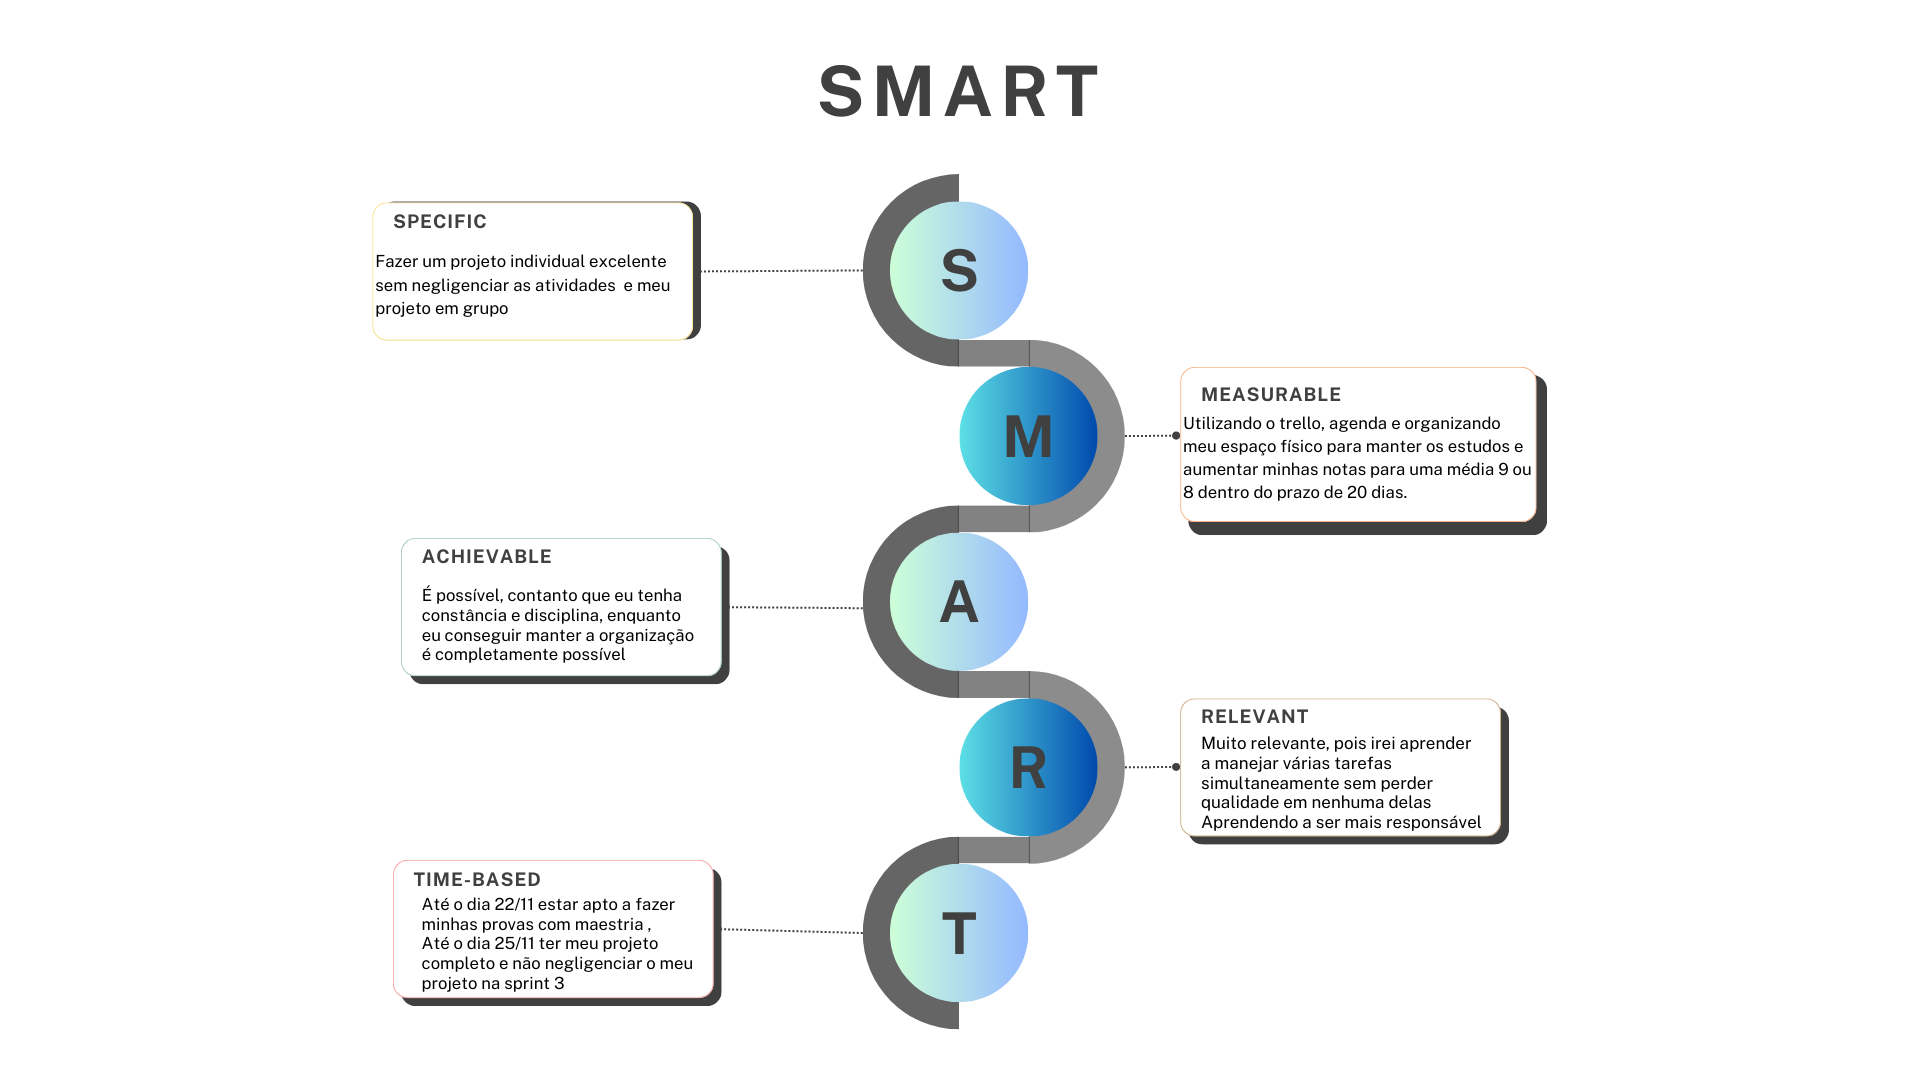 SMART
S
SPECIFIC
Fazer um projeto individual excelente
sem negligenciar as atividades  e meu
projeto em grupo
M
MEASURABLE
Utilizando o trello, agenda e organizando
meu espaço físico para manter os estudos e
aumentar minhas notas para uma média 9 ou
8 dentro do prazo de 20 dias.
A
ACHIEVABLE
É possível, contanto que eu tenha
constância e disciplina, enquanto
eu conseguir manter a organização
é completamente possível
R
RELEVANT
Muito relevante, pois irei aprender
a manejar várias tarefas
simultaneamente sem perder
qualidade em nenhuma delas
Aprendendo a ser mais responsável
T
TIME-BASED
Até o dia 22/11 estar apto a fazer
minhas provas com maestria ,
Até o dia 25/11 ter meu projeto
completo e não negligenciar o meu
projeto na sprint 3